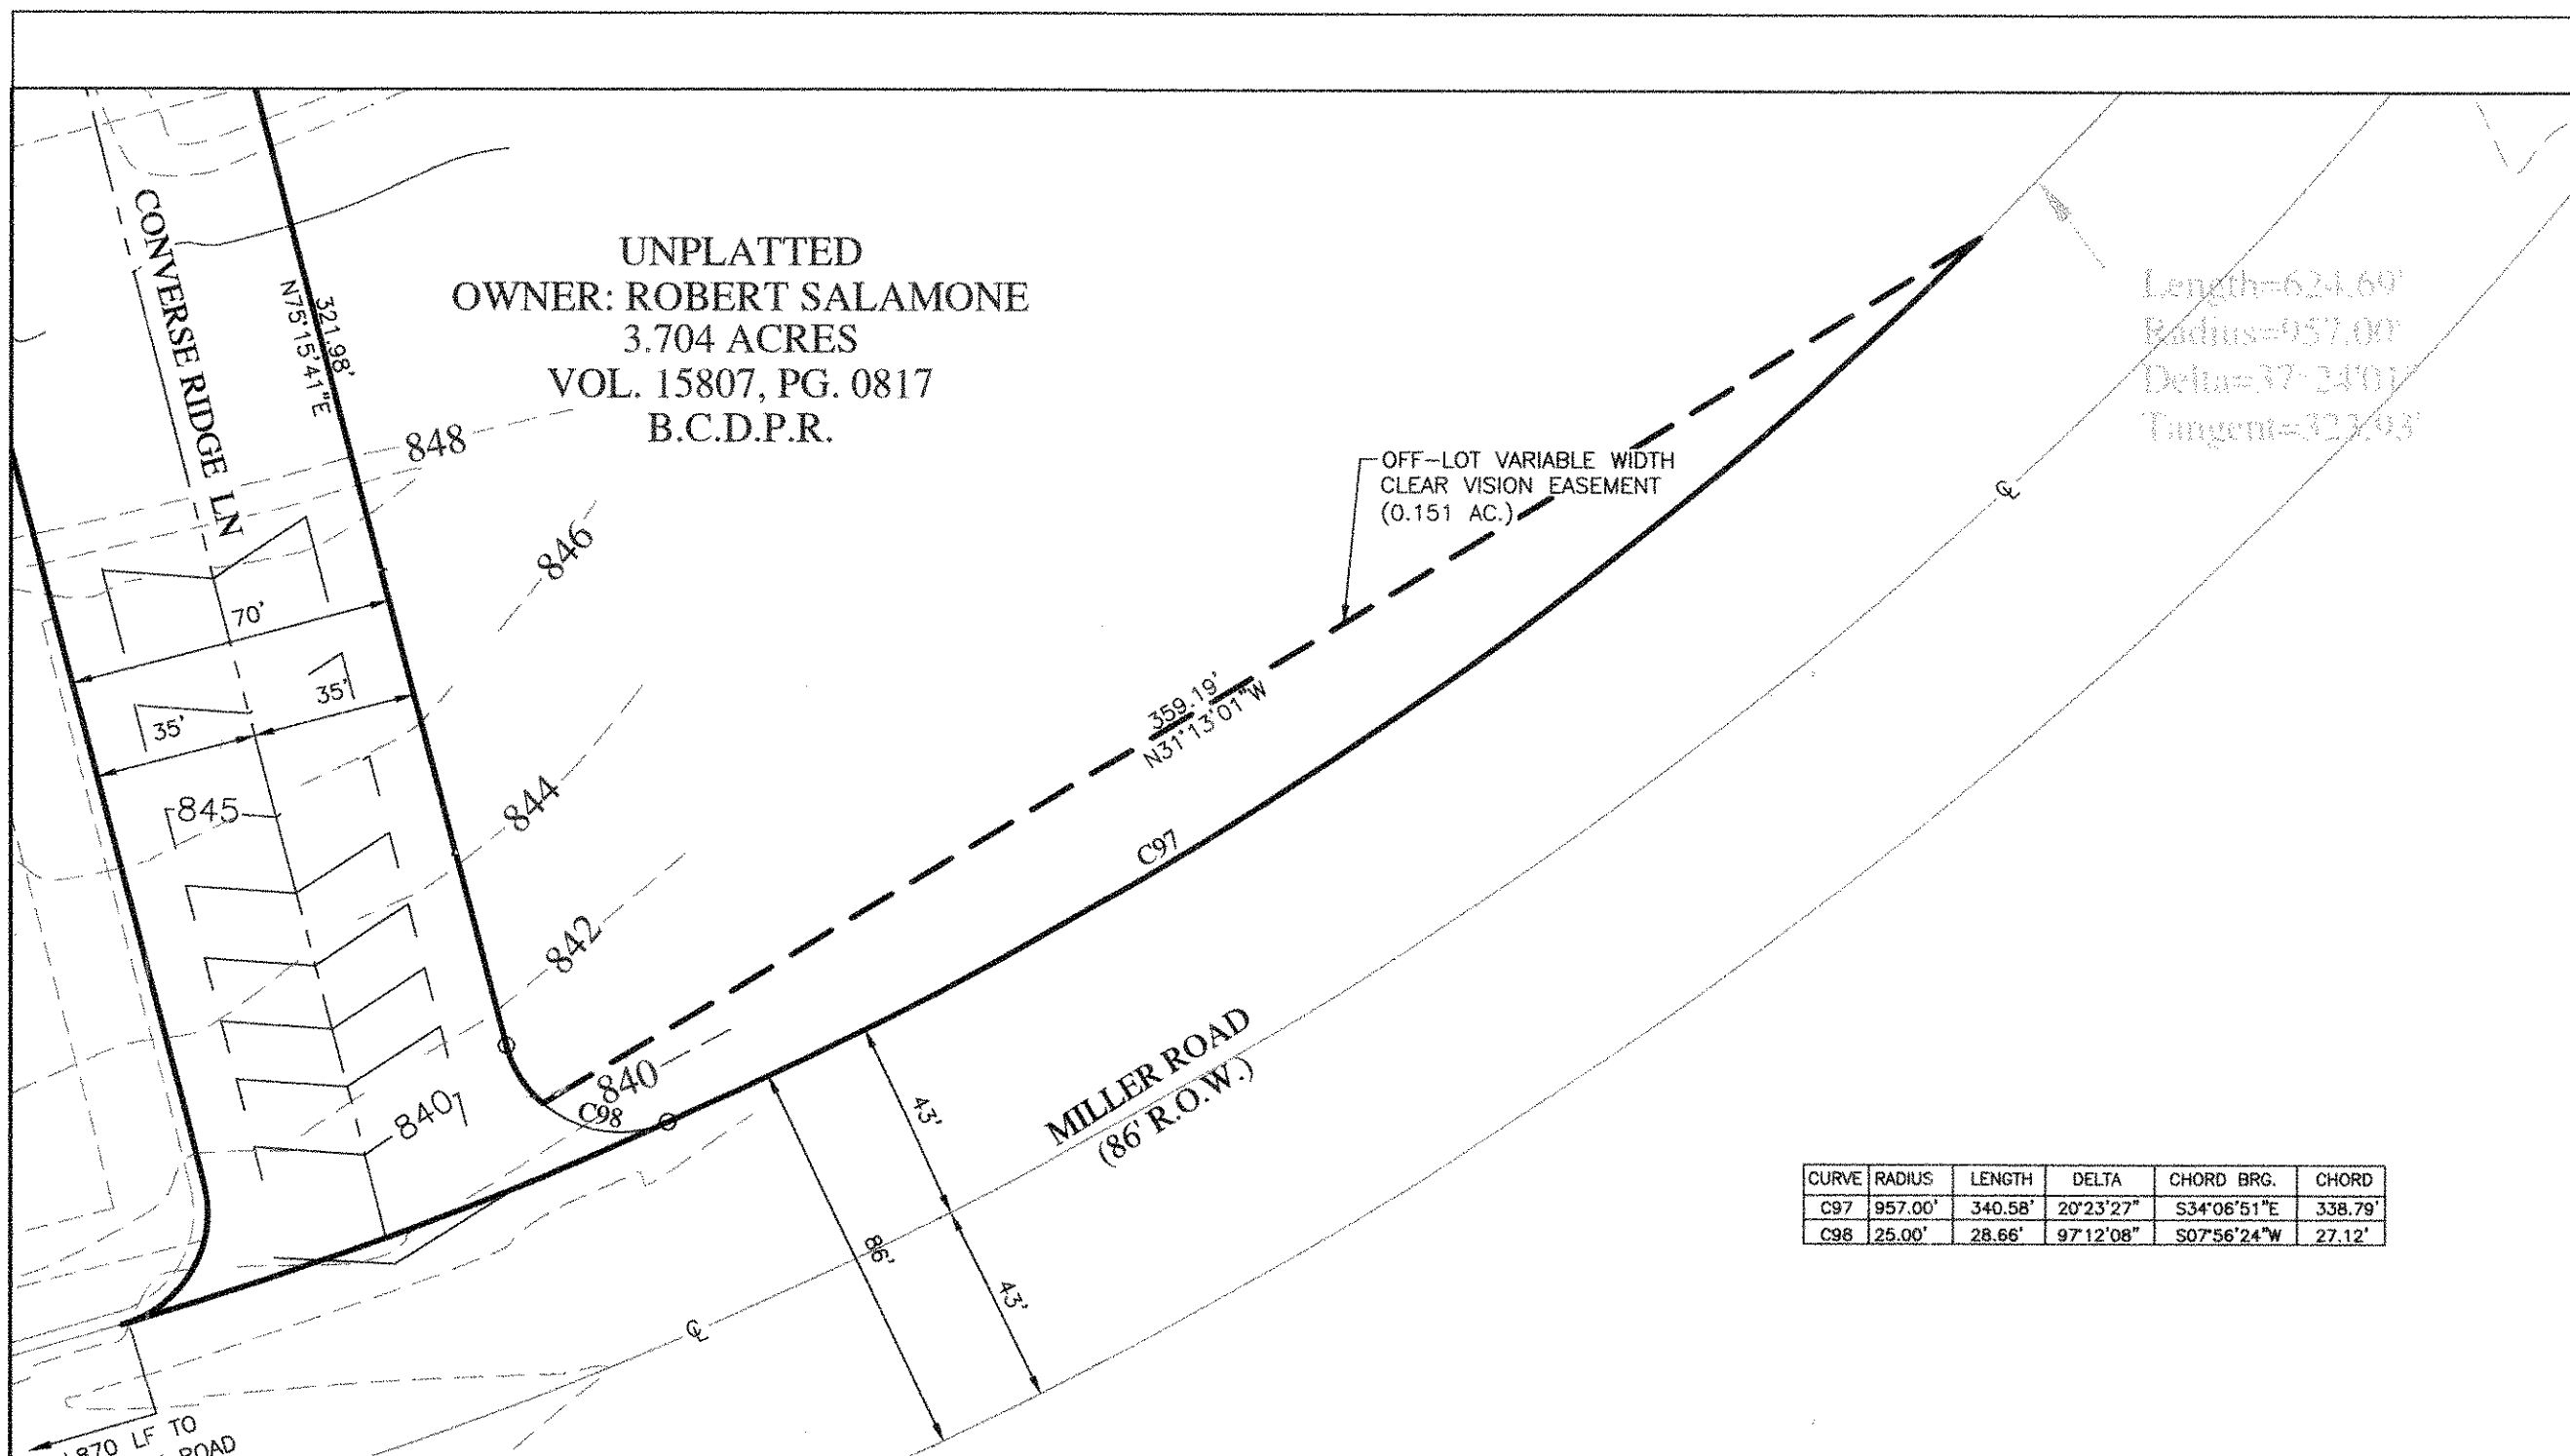 CONVERSE RIDGE LN
321.98'
N75°15'41"E
UNPLATTED
OWNER: ROBERT SALAMONE
3.704 ACRES
VOL. 15807, PG. 0817
B.C.D.P.R.
Length=624.69'
Radius=957.00'
Delta=37°24'01"
Tangent=323.93'
848
OFF-LOT VARIABLE WIDTH
CLEAR VISION EASEMENT
(0.151 AC.)
846
70'
35'
35'
359.19'
N31°13'01"W
845
844
C97
842
840
C98
840
43'
MILLER ROAD
(86' R.O.W.)
86'
43'
CURVE RADIUS LENGTH DELTA CHORD BRG. CHORD
C97 957.00' 340.58' 20°23'27" S34°06'51"E 338.79'
C98 25.00' 28.66' 97°12'08" S07°56'24"W 27.12'
870 LF TO
ROAD